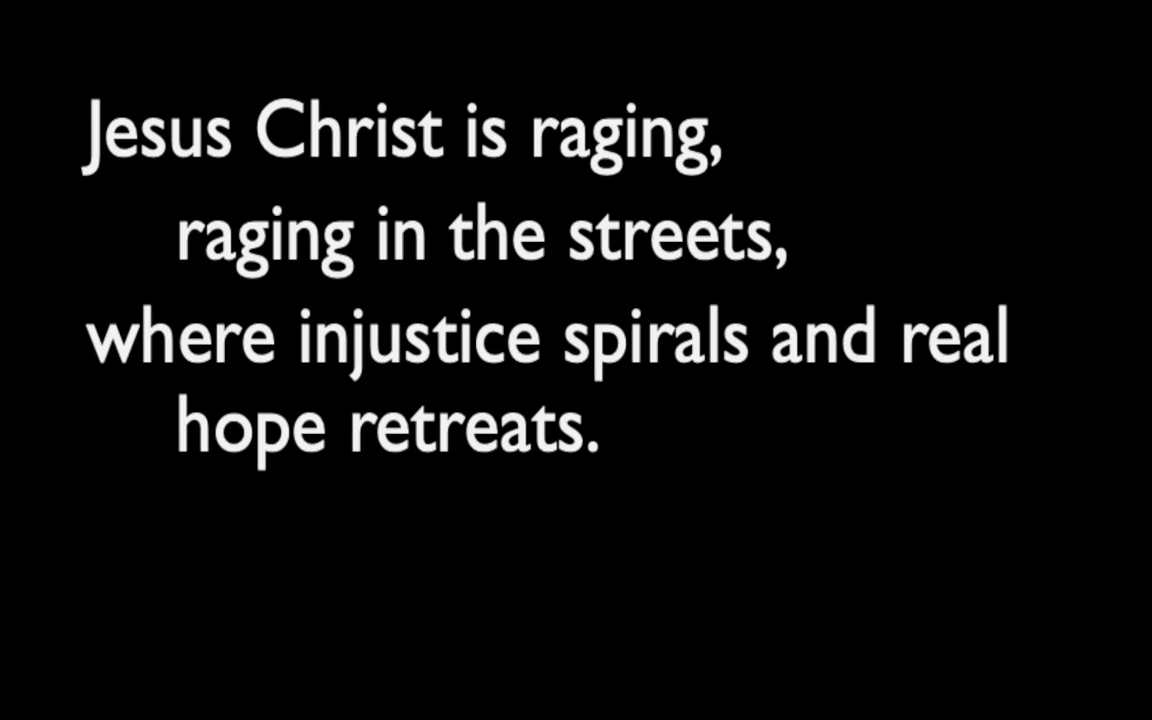 Jesus Christ is raging,
raging in the streets,
where injustice spirals and real
hope retreats.